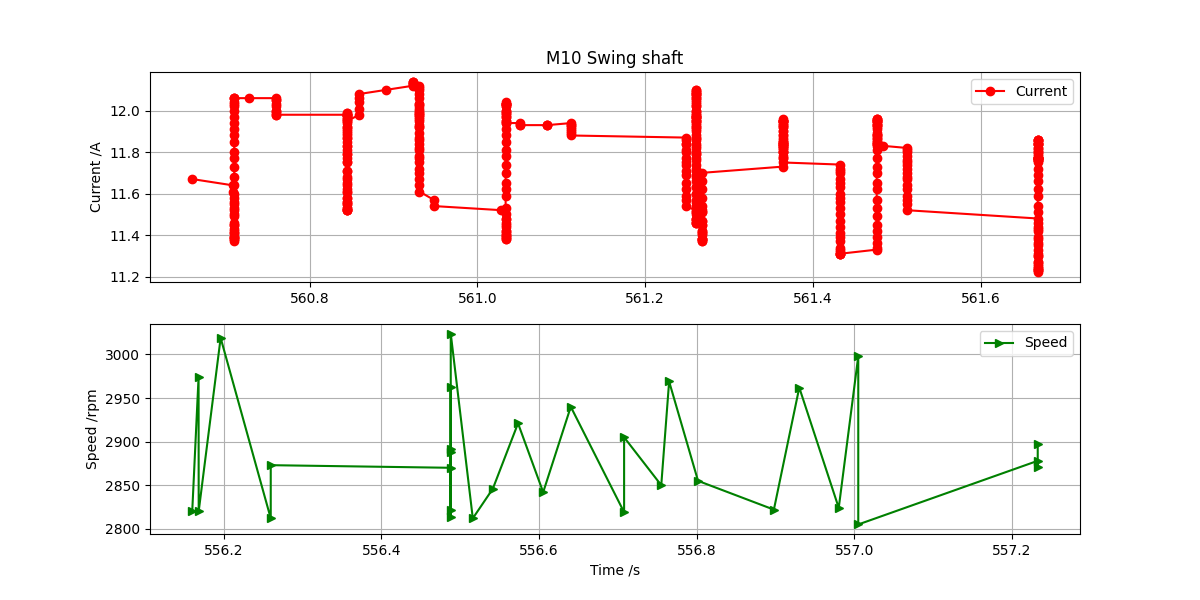 M10 Swing shaft
Current /A
12.0
11.8
11.6
11.4
11.2
Current
560.8 561.0 561.2 561.4 561.6
Speed /rpm
3000
2950
2900
2850
2800
Speed
556.2 556.4 556.6 556.8 557.0 557.2
Time /s